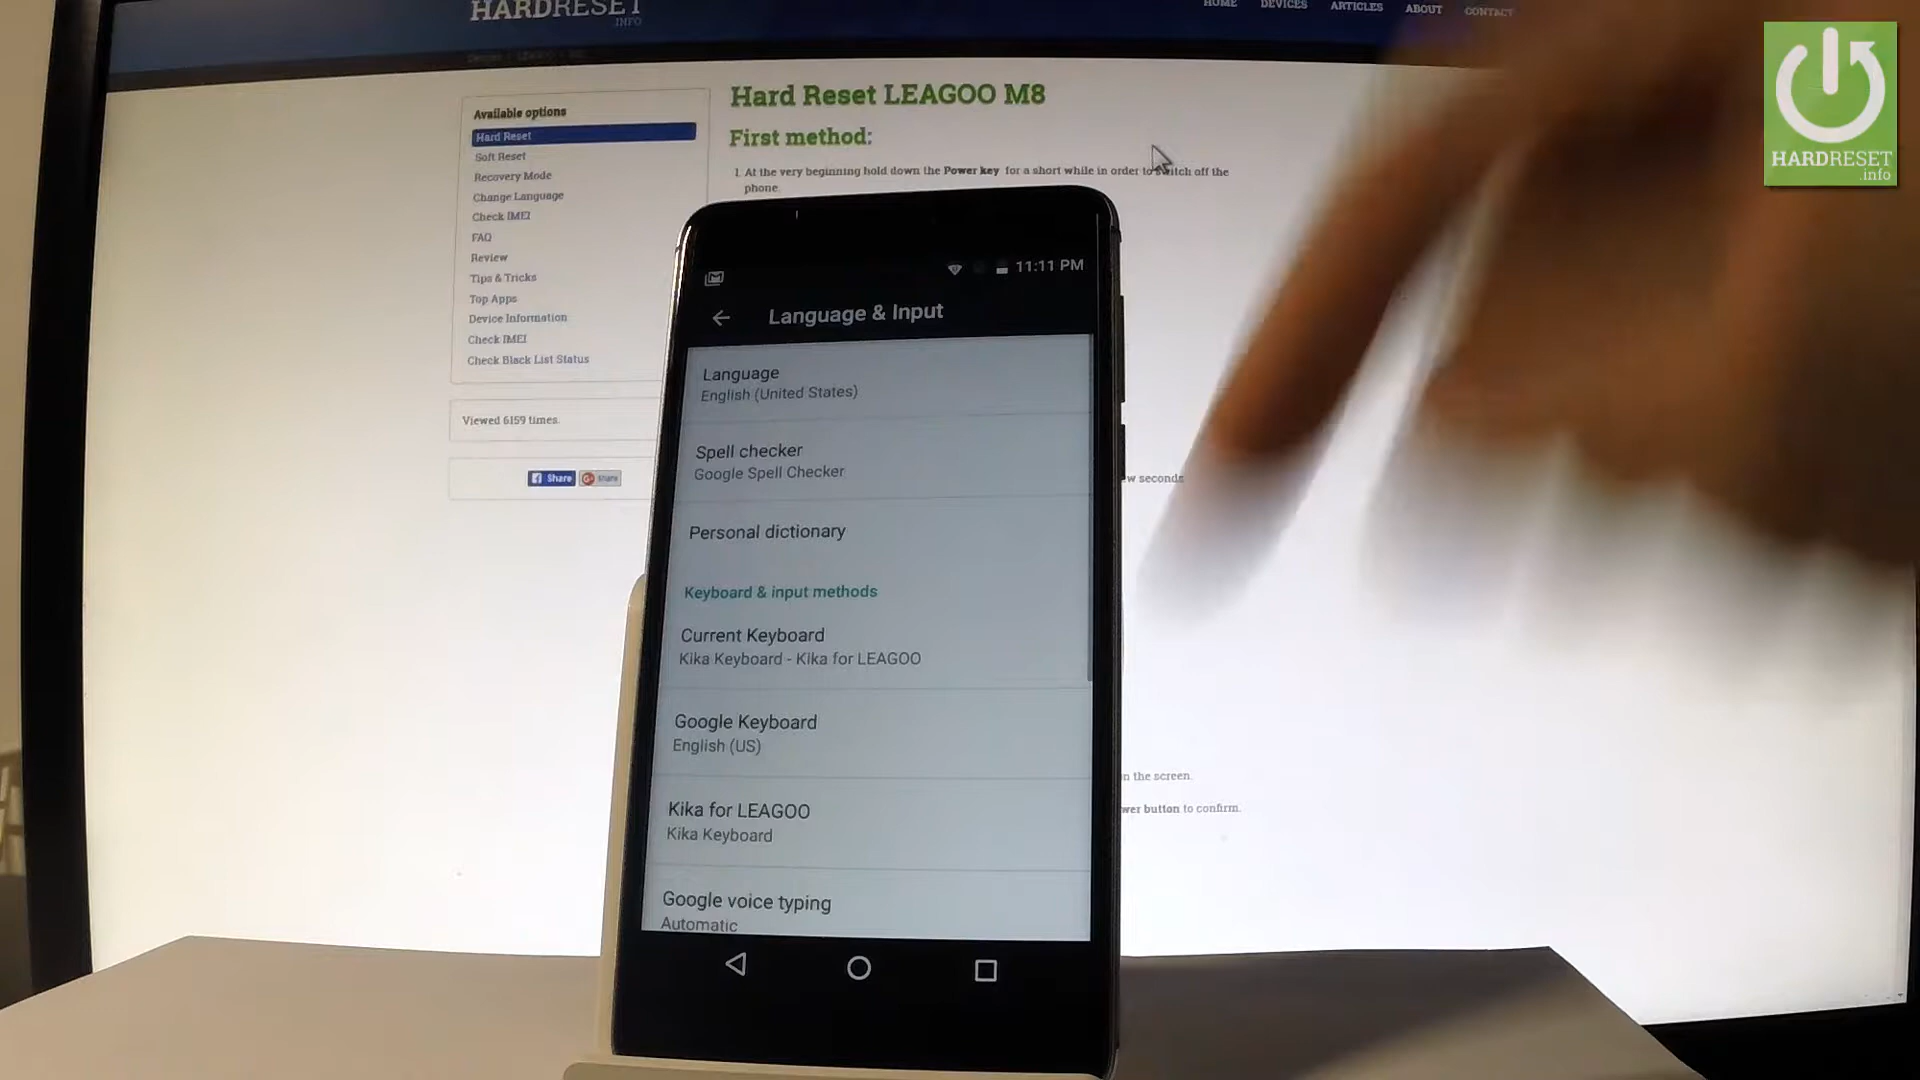 HARDRESET
.INFO
HOME DEVICES ARTICLES ABOUT CONTACT
HARDRESET
.info
Available options
Hard Reset
Soft Reset
Recovery Mode
Change Language
Check IMEI
FAQ
Review
Tips & Tricks
Top Apps
Device Information
Check IMEI
Check Black List Status
Viewed 6159 times.
Share
Share
Hard Reset LEAGOO M8
First method:
1. At the very beginning hold down the Power key for a short while in order to switch off the
phone.
ew seconds
n the screen.
wer button to confirm.
11:11 PM
Language & Input
Language
English (United States)
Spell checker
Google Spell Checker
Personal dictionary
Keyboard & input methods
Current Keyboard
Kika Keyboard - Kika for LEAGOO
Google Keyboard
English (US)
Kika for LEAGOO
Kika Keyboard
Google voice typing
Automatic